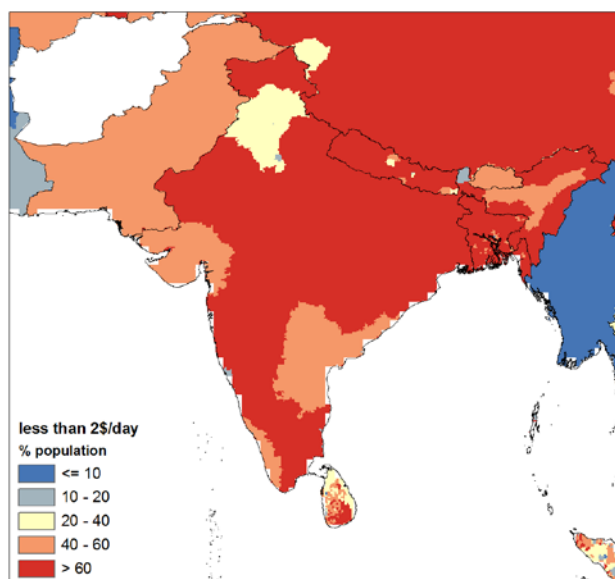 less than 2$/day
% population
<= 10
10 - 20
20 - 40
40 - 60
> 60